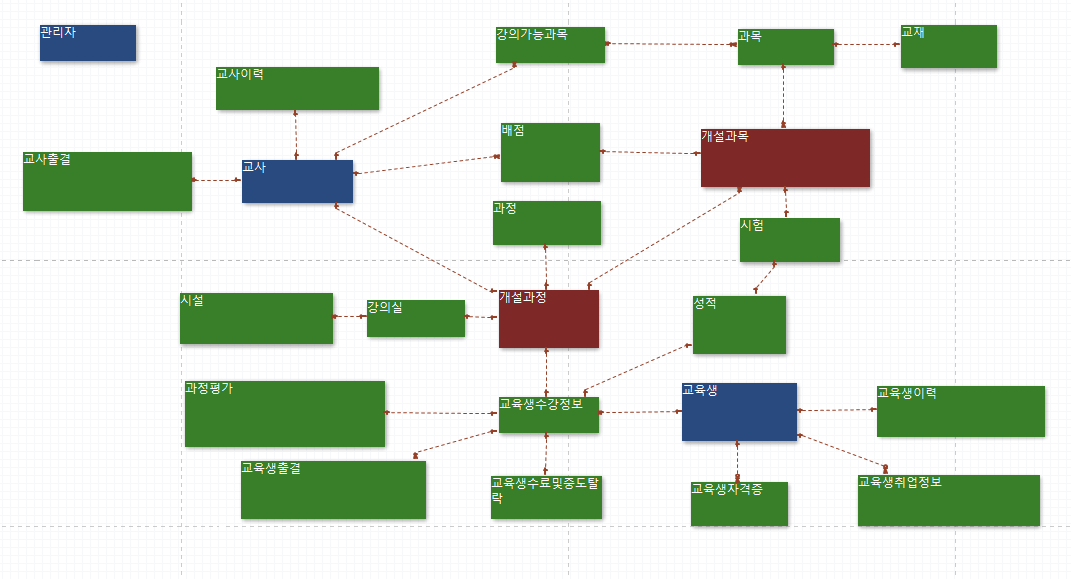 관리자
강의가능과목
과목
교재
교사이력
배점
개설과목
교사출결
교사
과정
시험
시설
강의실
개설과정
성적
과정평가
교육생수강정보
교육생
교육생이력
교육생출결
교육생수료및중도탈
락
교육생자격증
교육생취업정보